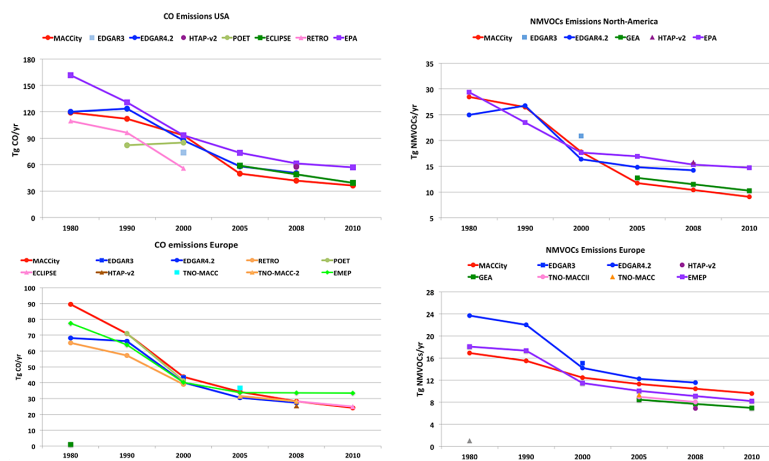 CO Emissions USA
MACCity EDGAR3 EDGAR4.2 HTAP-v2 POET ECLIPSE RETRO EPA
180
150
120
90
60
30
0
Tg CO/yr
1980 1990 2000 2005 2008 2010
NMVOCs Emissions North-America
MACCity EDGAR3 EDGAR4.2 GEA HTAP-v2 EPA
35
30
25
20
15
10
5
Tg NMVOCs/yr
1980 1990 2000 2005 2008 2010
CO emissions Europe
MACCity EDGAR3 EDGAR4.2 RETRO POET
ECLIPSE HTAP-v2 TNO-MACC TNO-MACC-2 EMEP
100
90
80
70
60
50
40
30
20
10
0
Tg CO/yr
1980 1990 2000 2005 2008 2010
NMVOCs Emissions Europe
MACCity EDGAR3 EDGAR4.2 HTAP-v2
GEA TNO-MACCII TNO-MACC EMEP
28
24
20
16
12
8
4
0
Tg NMVOCs/yr
1980 1990 2000 2005 2008 2010